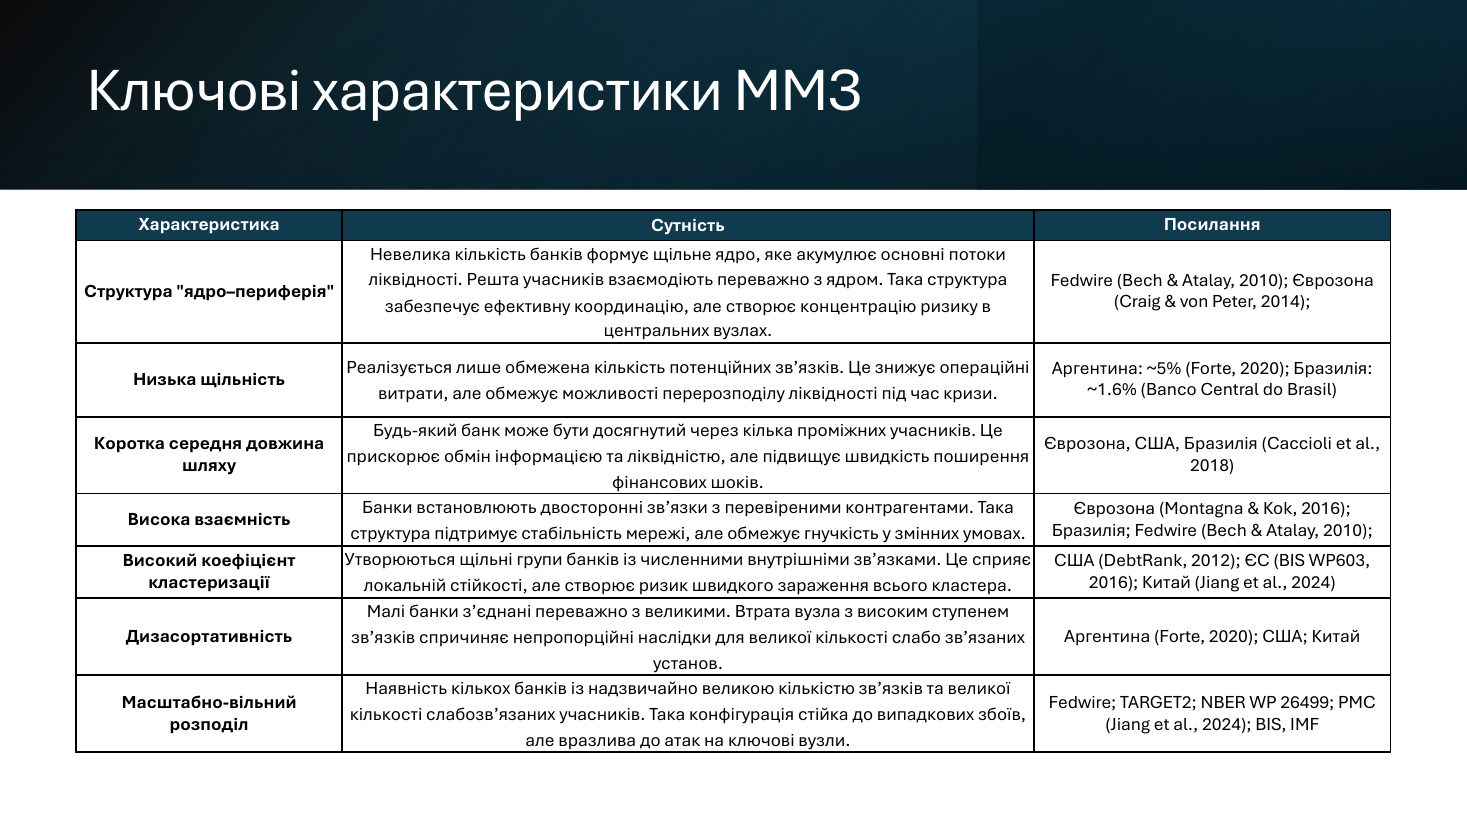 Ключові характеристики ММЗ
Характеристика
Сутність
Посилання
Структура "ядро–периферія"
Невелика кількість банків формує щільне ядро, яке акумулює основні потоки
ліквідності. Решта учасників взаємодіють переважно з ядром. Така структура
забезпечує ефективну координацію, але створює концентрацію ризику в
центральних вузлах.
Fedwire (Bech & Atalay, 2010); Єврозона
(Craig & von Peter, 2014);
Низька щільність
Реалізується лише обмежена кількість потенційних зв’язків. Це знижує операційні
витрати, але обмежує можливості перерозподілу ліквідності під час кризи.
Аргентина: ~5% (Forte, 2020); Бразилія:
~1.6% (Banco Central do Brasil)
Коротка середня довжина
шляху
Будь-який банк може бути досягнутий через кілька проміжних учасників. Це
прискорює обмін інформацією та ліквідністю, але підвищує швидкість поширення
фінансових шоків.
Єврозона, США, Бразилія (Caccioli et al.,
2018)
Висока взаємність
Банки встановлюють двосторонні зв’язки з перевіреними контрагентами. Така
структура підтримує стабільність мережі, але обмежує гнучкість у змінних умовах.
Єврозона (Montagna & Kok, 2016);
Бразилія; Fedwire (Bech & Atalay, 2010);
Високий коефіцієнт
кластеризації
Утворюються щільні групи банків із численними внутрішніми зв’язками. Це сприяє
локальній стійкості, але створює ризик швидкого зараження всього кластера.
США (DebtRank, 2012); ЄС (BIS WP603,
2016); Китай (Jiang et al., 2024)
Дизасортативність
Малі банки з’єднані переважно з великими. Втрата вузла з високим ступенем
зв’язків спричиняє непропорційні наслідки для великої кількості слабо зв’язаних
установ.
Аргентина (Forte, 2020); США; Китай
Масштабно-вільний
розподіл
Наявність кількох банків із надзвичайно великою кількістю зв’язків та великої
кількості слабозв’язаних учасників. Така конфігурація стійка до випадкових збоїв,
але вразлива до атак на ключові вузли.
Fedwire; TARGET2; NBER WP 26499; PMC
(Jiang et al., 2024); BIS, IMF